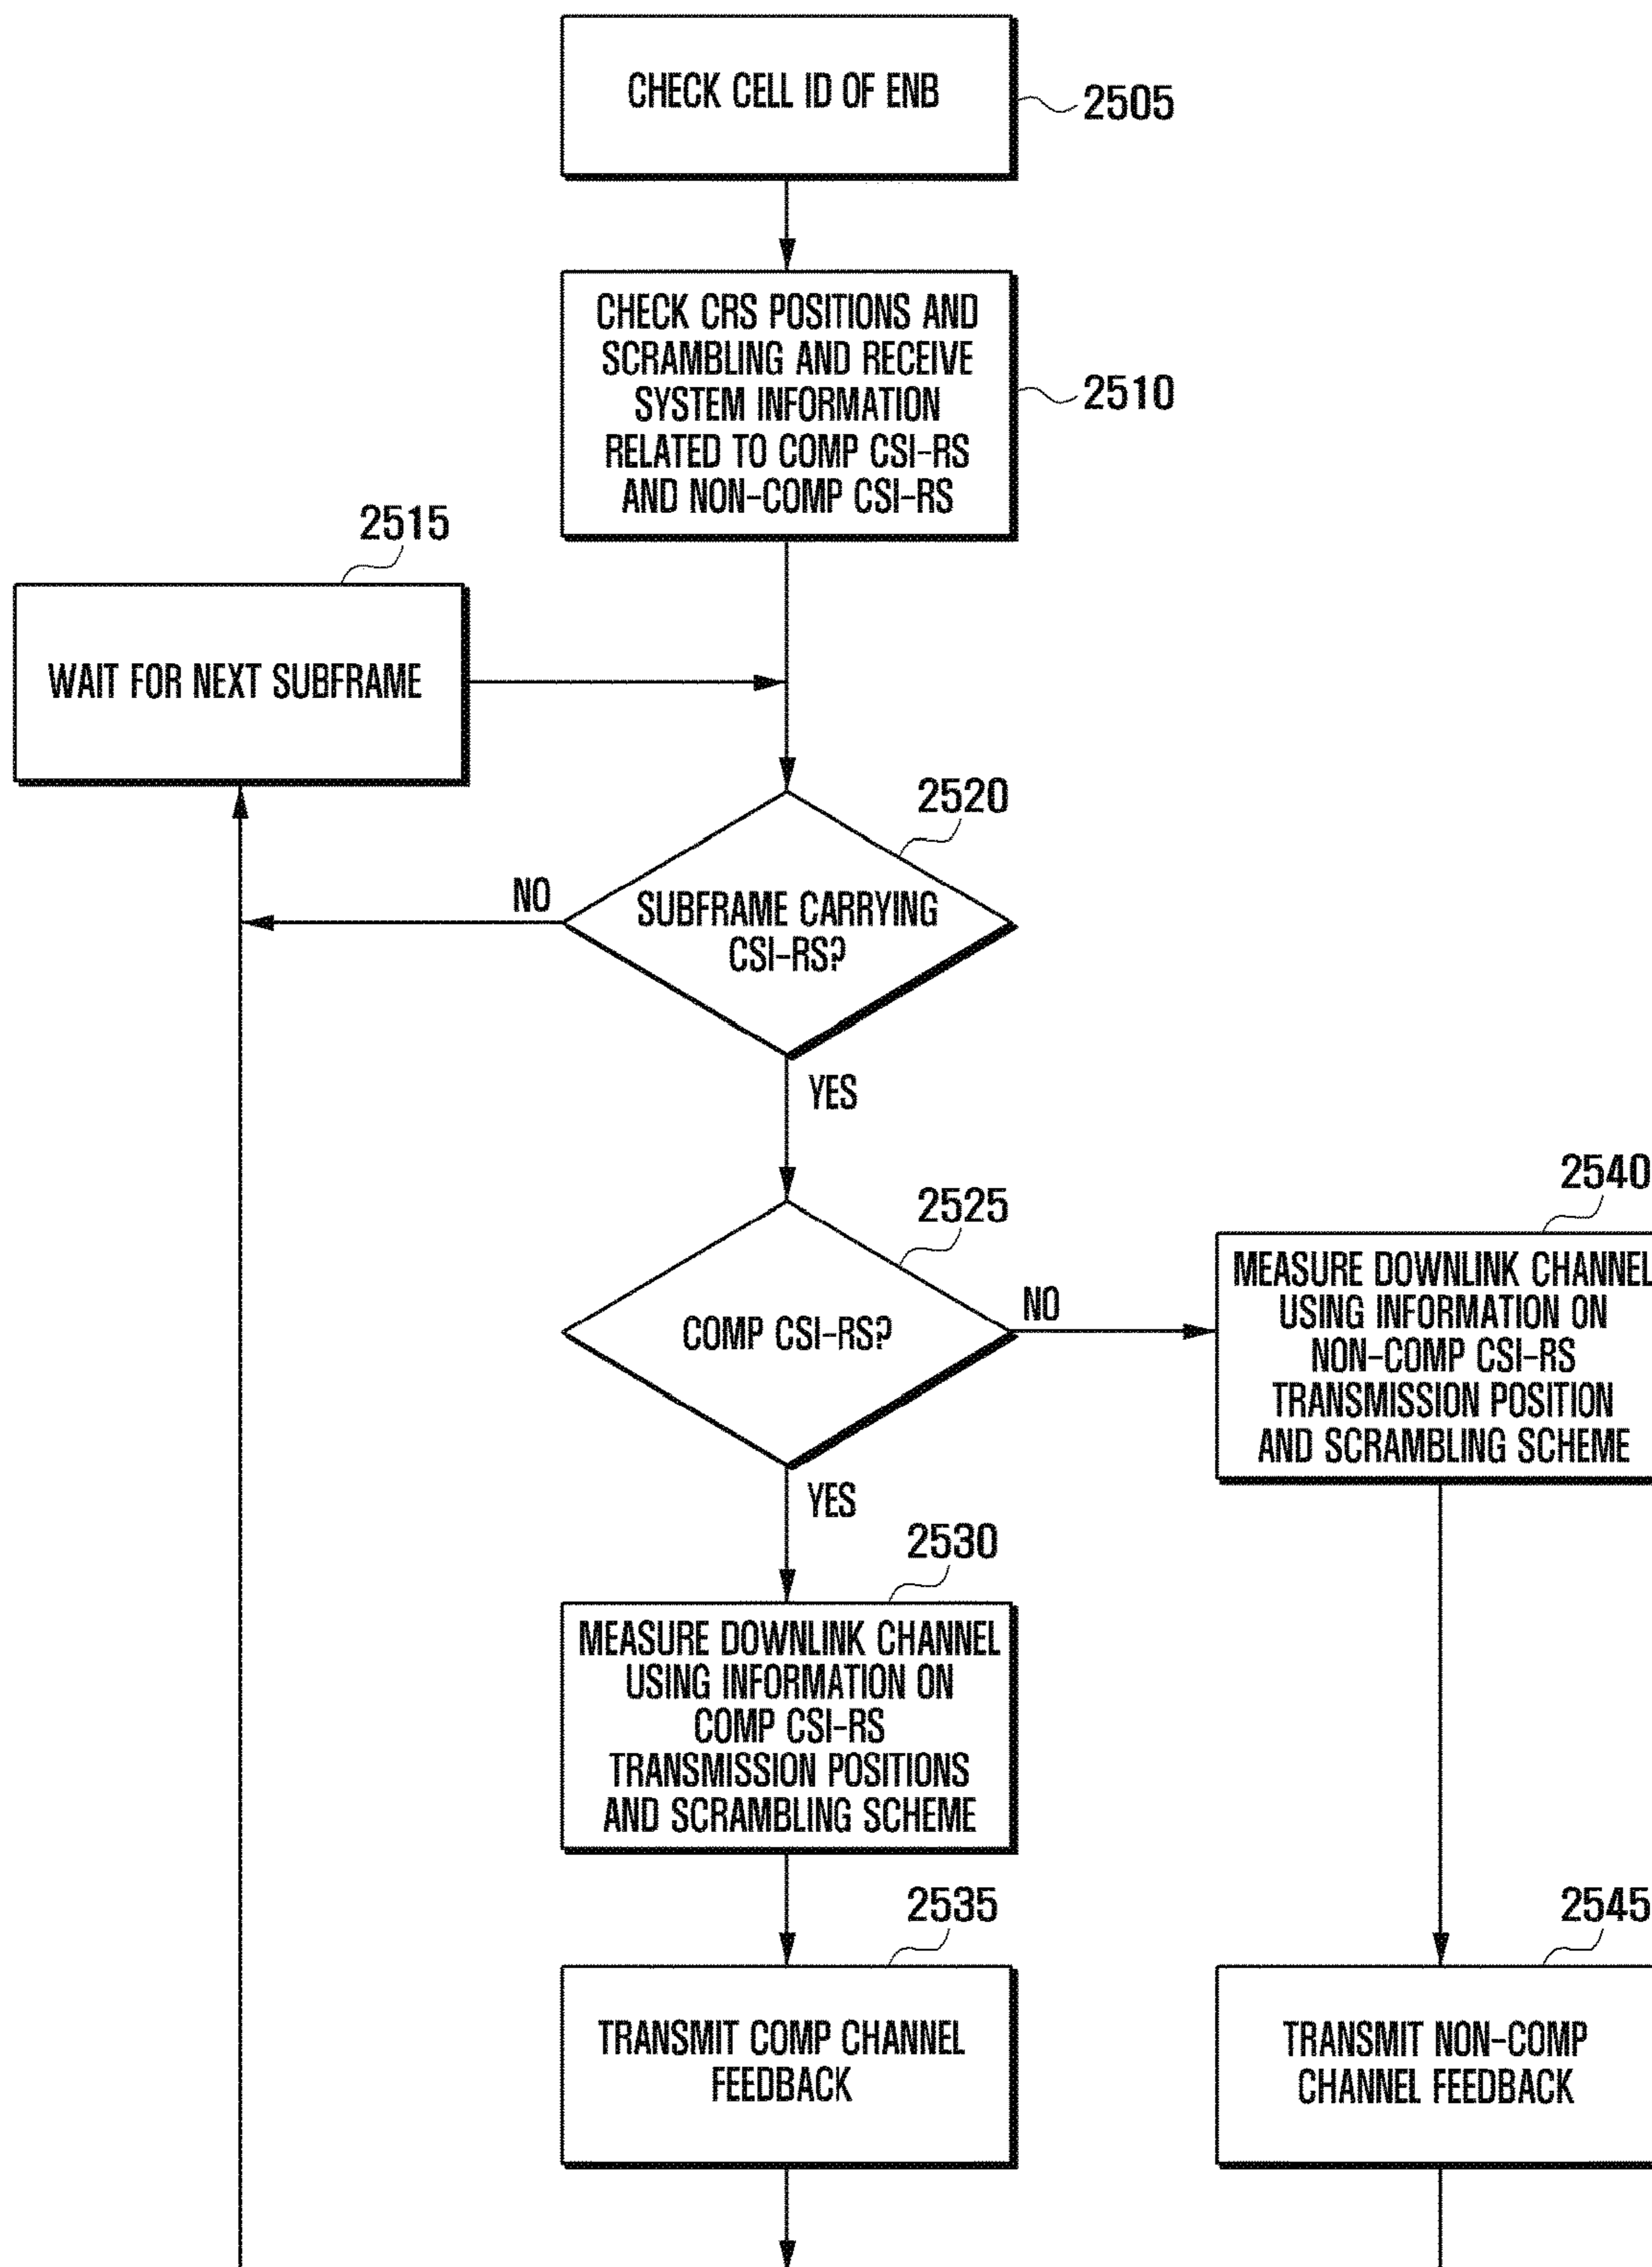 CHECK CELL ID OF ENB
2505
CHECK CRS POSITIONS AND
SCRAMBLING AND RECEIVE
SYSTEM INFORMATION
RELATED TO COMP CSI-RS
AND NON-COMP CSI-RS
2510
2515
WAIT FOR NEXT SUBFRAME
2520
SUBFRAME CARRYING
CSI-RS?
NO
YES
2525
COMP CSI-RS?
NO
YES
2540
MEASURE DOWNLINK CHANNEL
USING INFORMATION ON
NON-COMP CSI-RS
TRANSMISSION POSITION
AND SCRAMBLING SCHEME
2530
MEASURE DOWNLINK CHANNEL
USING INFORMATION ON
COMP CSI-RS
TRANSMISSION POSITIONS
AND SCRAMBLING SCHEME
2535
TRANSMIT COMP CHANNEL
FEEDBACK
2545
TRANSMIT NON-COMP
CHANNEL FEEDBACK